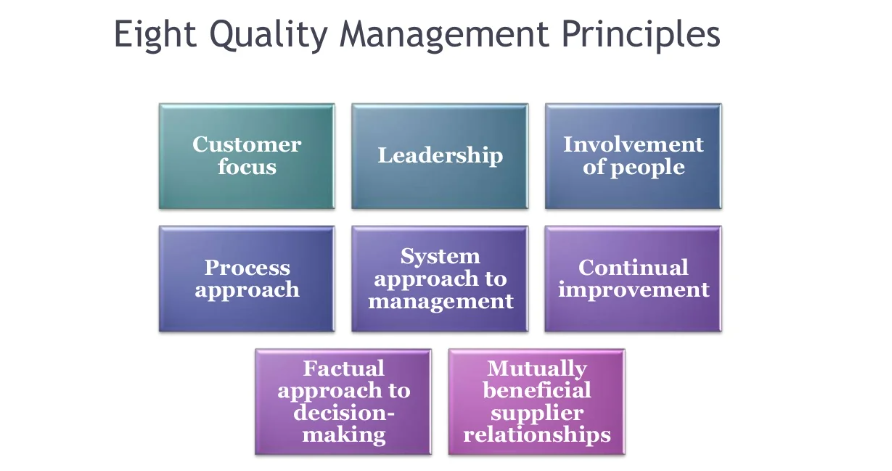 Eight Quality Management Principles
Customer
focus
Leadership
Involvement
of people
Process
approach
System
approach to
management
Continual
improvement
Factual
approach to
decision-
making
Mutually
beneficial
supplier
relationships